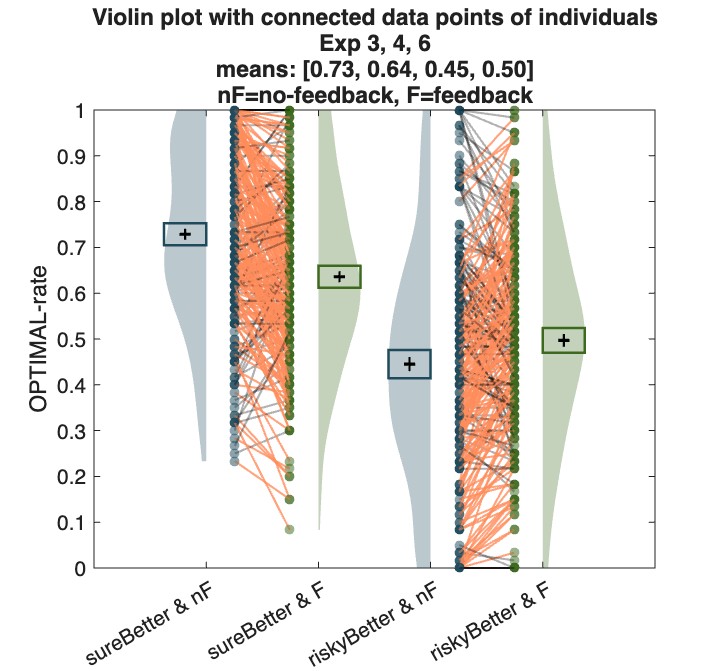 Violin plot with connected data points of individuals
Exp 3, 4, 6
means: [0.73, 0.64, 0.45, 0.50]
nF=no-feedback, F=feedback
1
0.9
0.8
0.7
0.6
0.5
0.4
0.3
0.2
0.1
0
OPTIMAL-rate
sureBetter & nF
sureBetter & F
riskyBetter & nF
riskyBetter & F